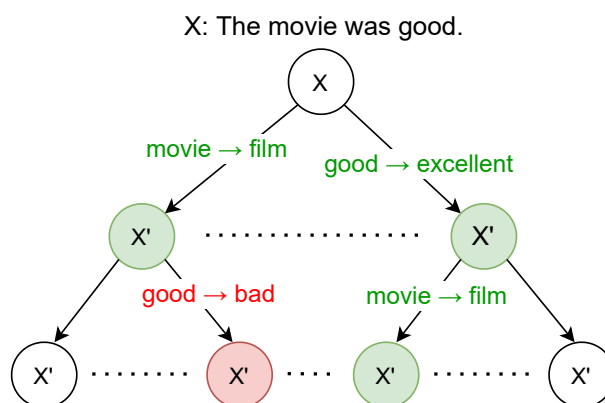 X: The movie was good.
X
movie → film
good → excellent
X'
X'
good → bad
movie → film
X'
X'
X'
X'